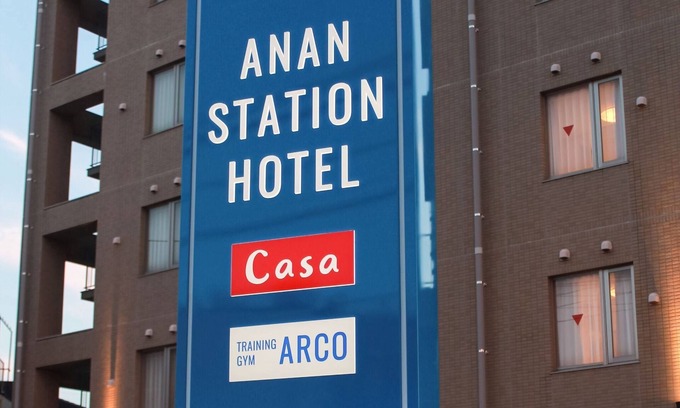 ANAN
STATION
HOTEL
Casa
TRAINING
GYM
ARCO